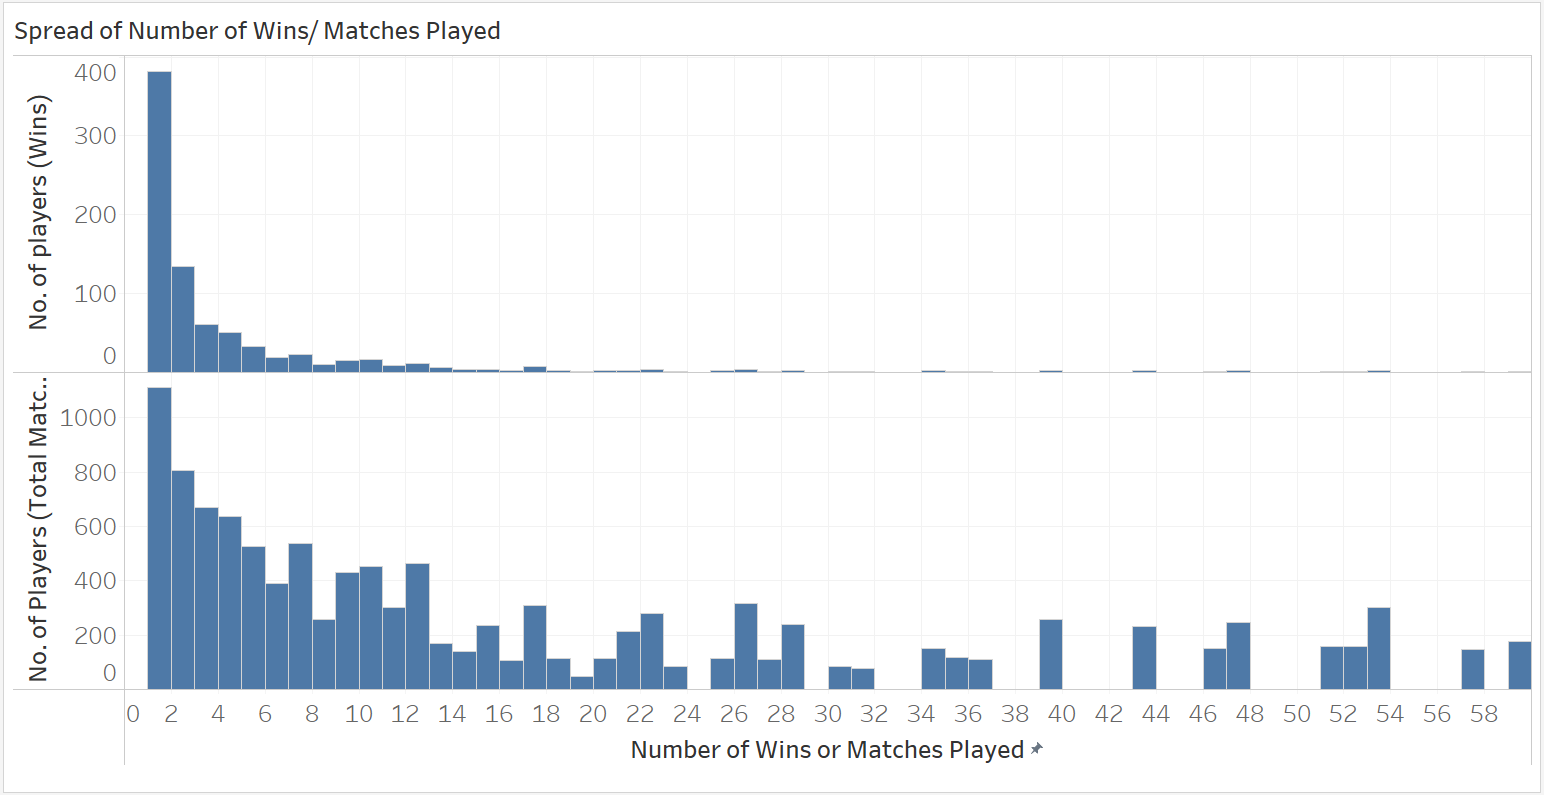 Spread of Number of Wins/ Matches Played
No. of players (Wins)
400
300
200
100
0
No. of Players (Total Matc..
1000
800
600
400
200
0
0 2 4 6 8 10 12 14 16 18 20 22 24 26 28 30 32 34 36 38 40 42 44 46 48 50 52 54 56 58
Number of Wins or Matches Played